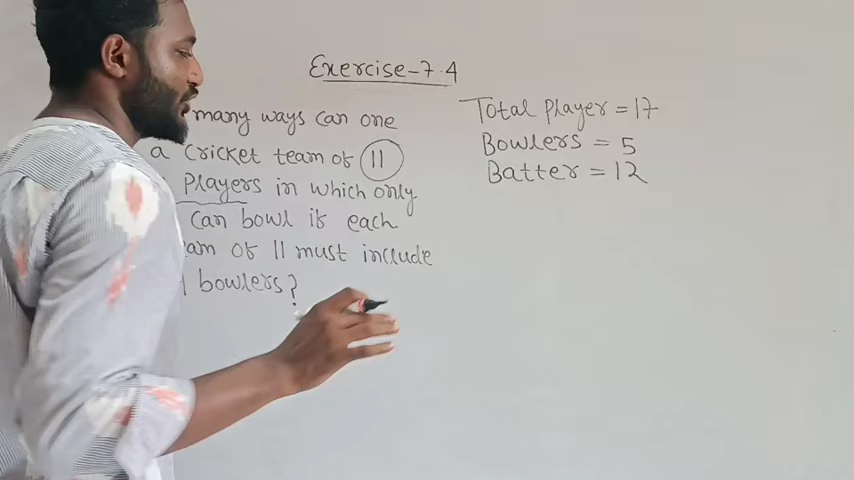 Exercise-7.4
many ways can one
a cricket team of 11
Players in which only
can bowl if each
am of 11 must include
bowlers?
Total Player = 17
Bowlers = 5
Batter = 12